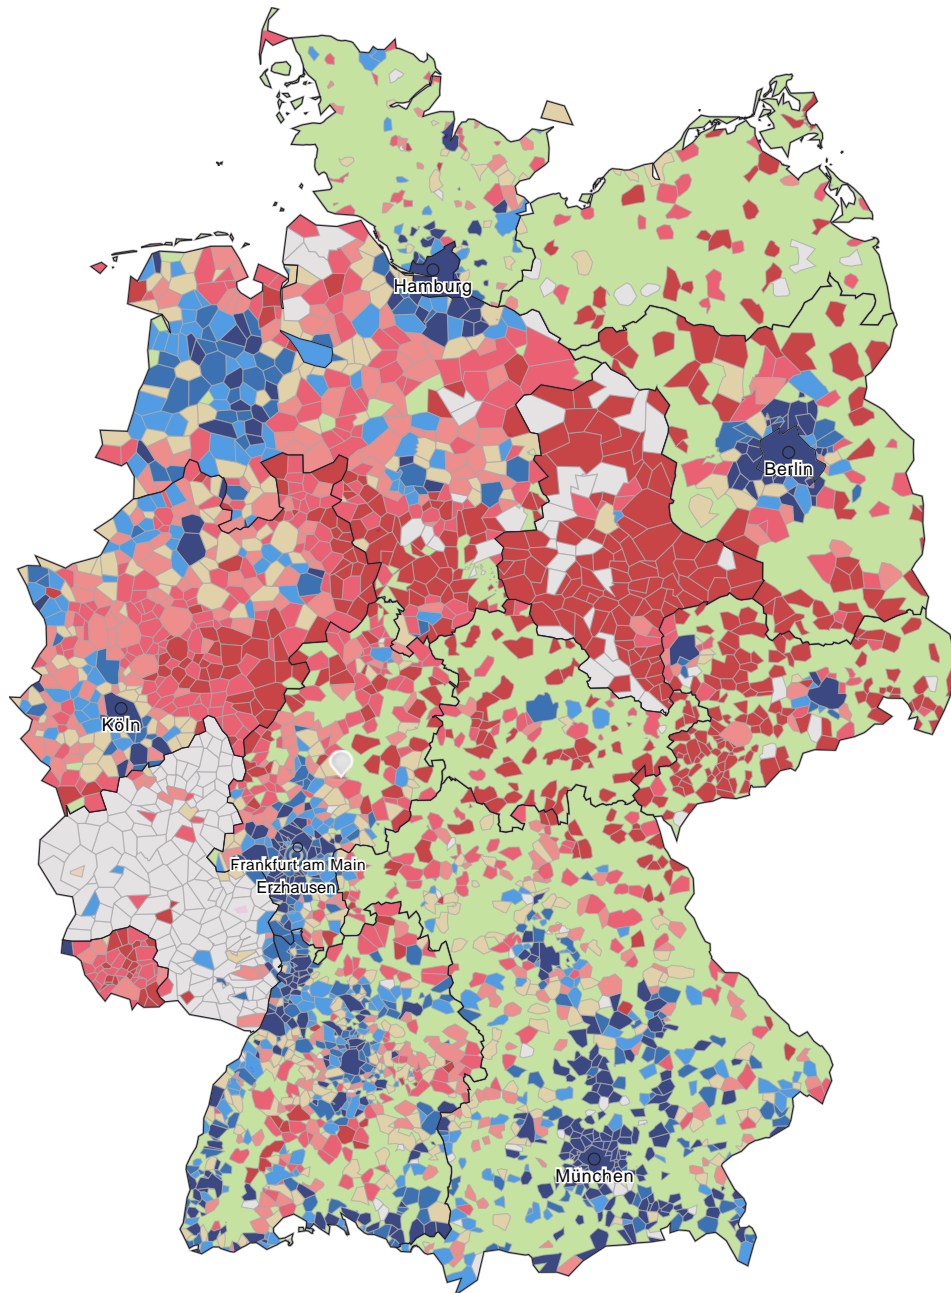 Hamburg
Berlin
Köln
Frankfurt am Main
Erzhausen
München